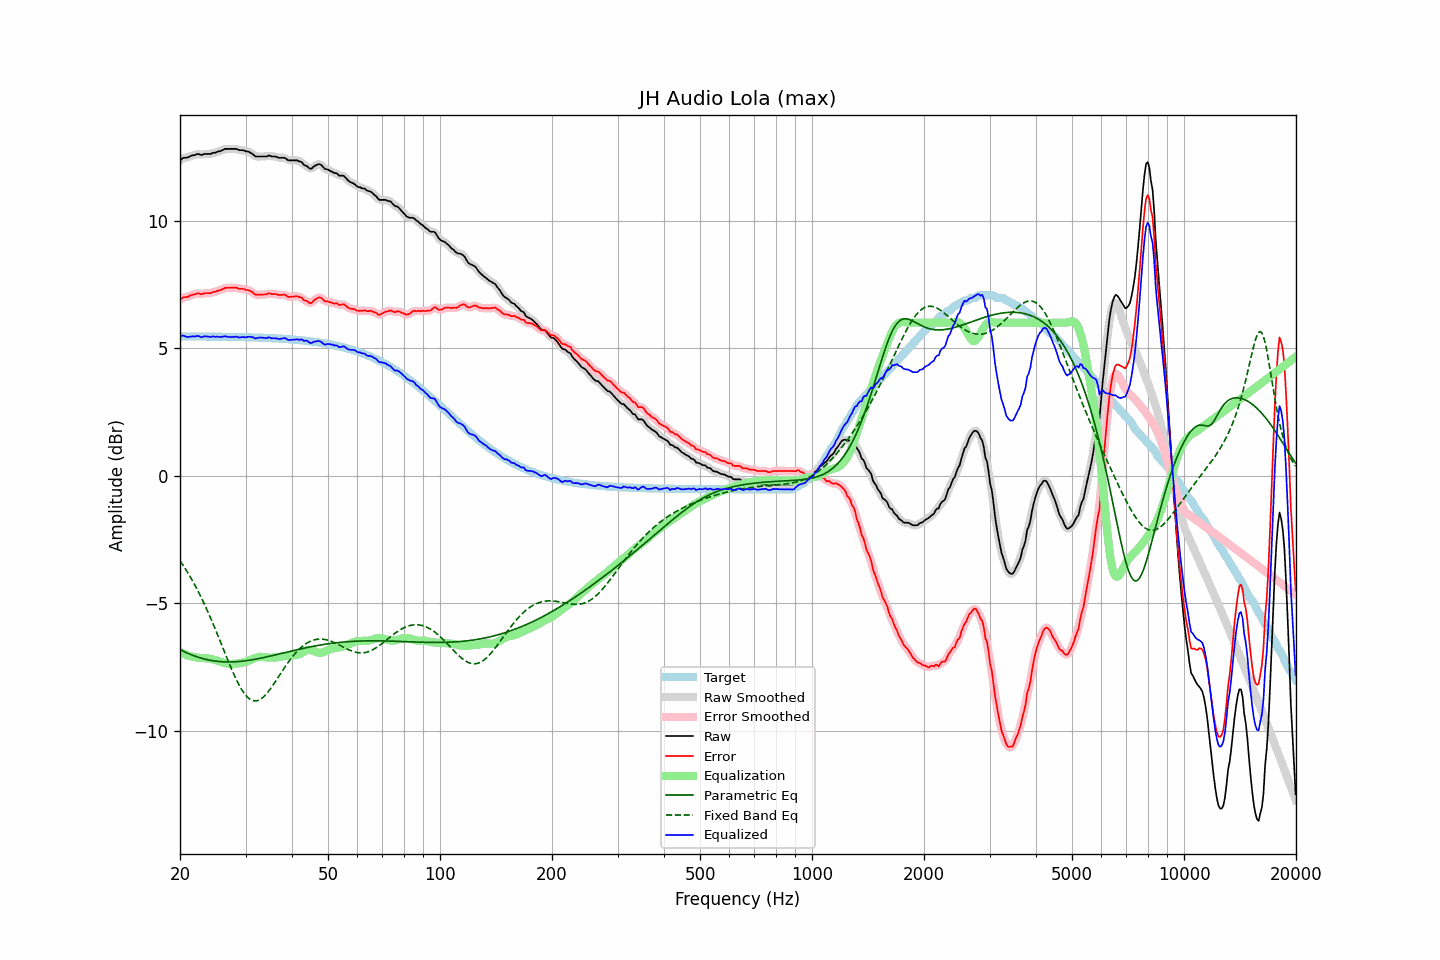 JH Audio Lola (max)
Amplitude (dBr)
10
5
0
−5
−10
20
50
100
200
500
1000
2000
5000
10000
20000
Frequency (Hz)
Target
Raw Smoothed
Error Smoothed
Raw
Error
Equalization
Parametric Eq
Fixed Band Eq
Equalized